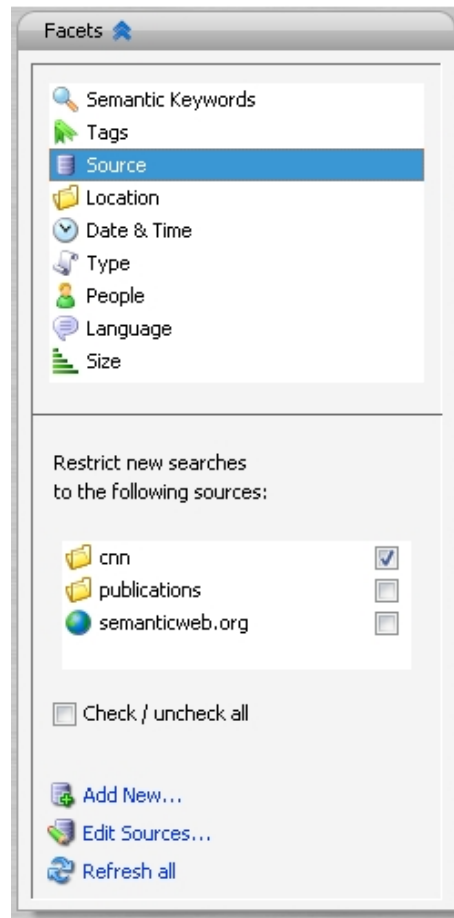 Facets
Semantic Keywords
Tags
Source
Location
Date & Time
Type
People
Language
Size
Restrict new searches
to the following sources:
cnn
publications
semanticweb.org
Check / uncheck all
Add New...
Edit Sources...
Refresh all